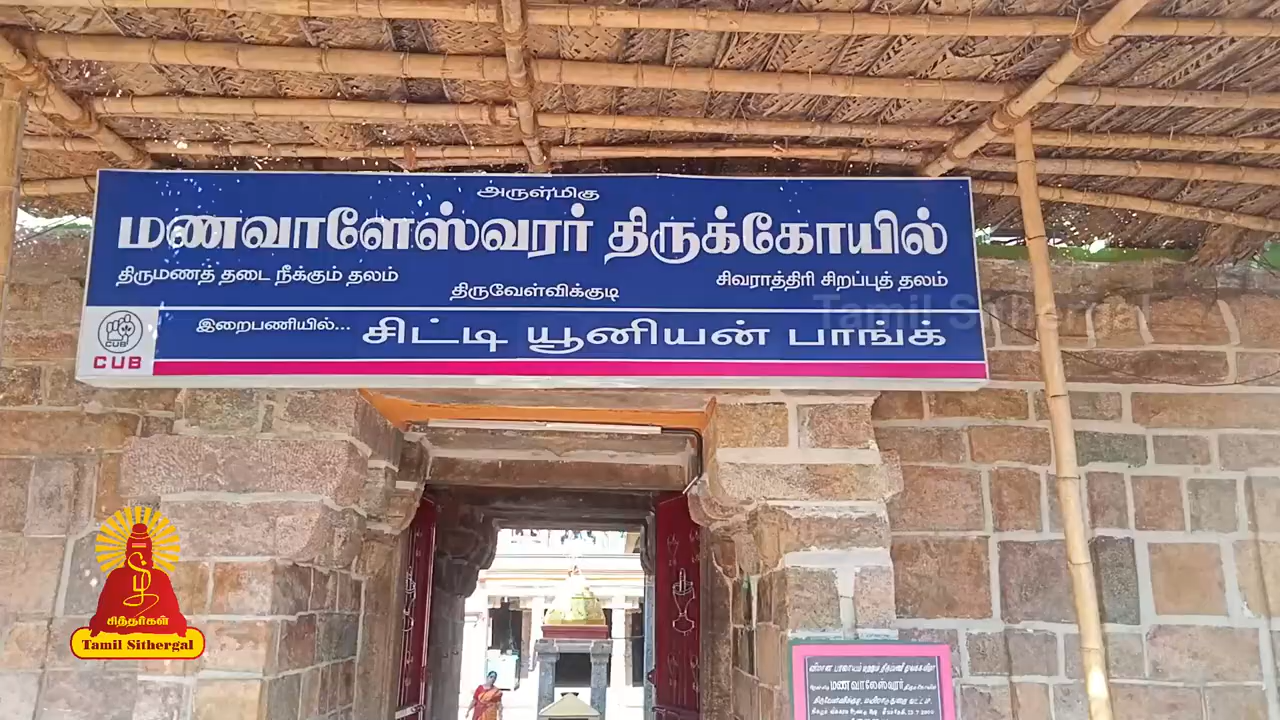 அருள்மிகு
மணவாளேஸ்வரர் திருக்கோயில்
திருமணத் தடை நீக்கும் தலம்
சிவராத்திரி சிறப்புத் தலம்
திருவேள்விக்குடி
இறைபணியில்... சிட்டி யூனியன் பாங்க்
CUB
CUB
Tamil Sithergal
சித்தர்கள்
Tamil Sithergal
மணவாளேஸ்வரர்